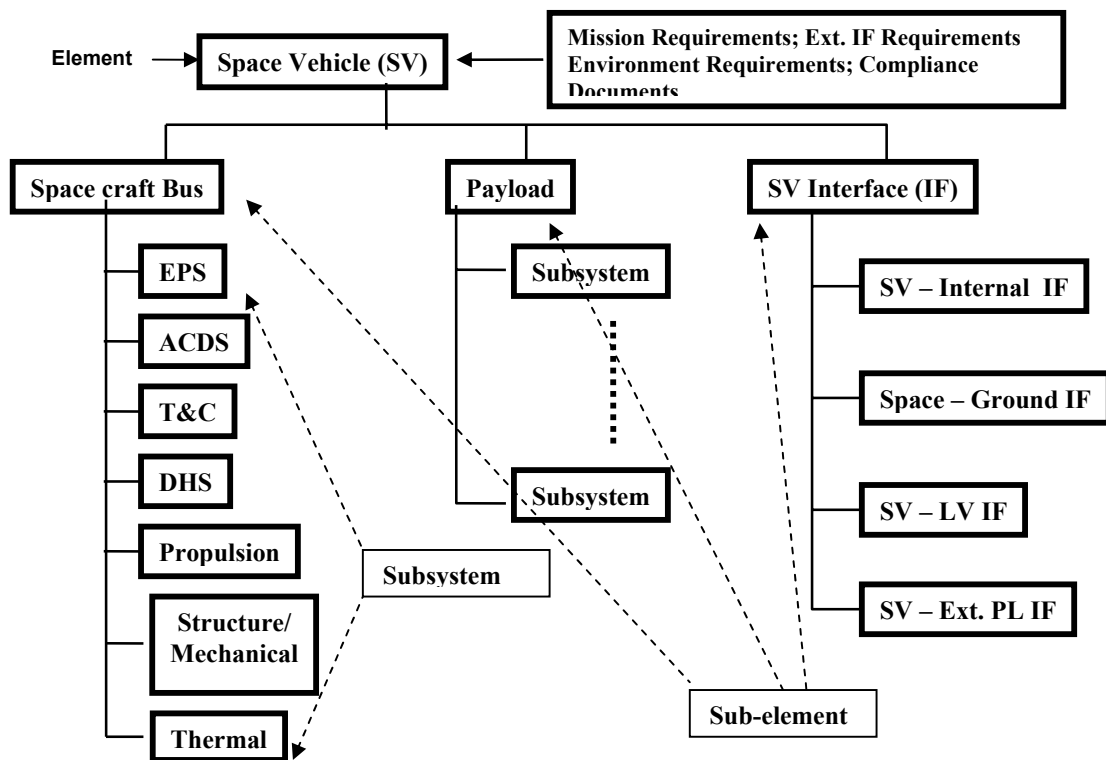 Element
Space Vehicle (SV)
Mission Requirements; Ext. IF Requirements
Environment Requirements; Compliance
Documents
Space craft Bus
Payload
SV Interface (IF)
EPS
ACDS
T&C
DHS
Propulsion
Structure/
Mechanical
Thermal
Subsystem
Subsystem
Subsystem
SV – Internal IF
Space – Ground IF
SV – LV IF
SV – Ext. PL IF
Sub-element